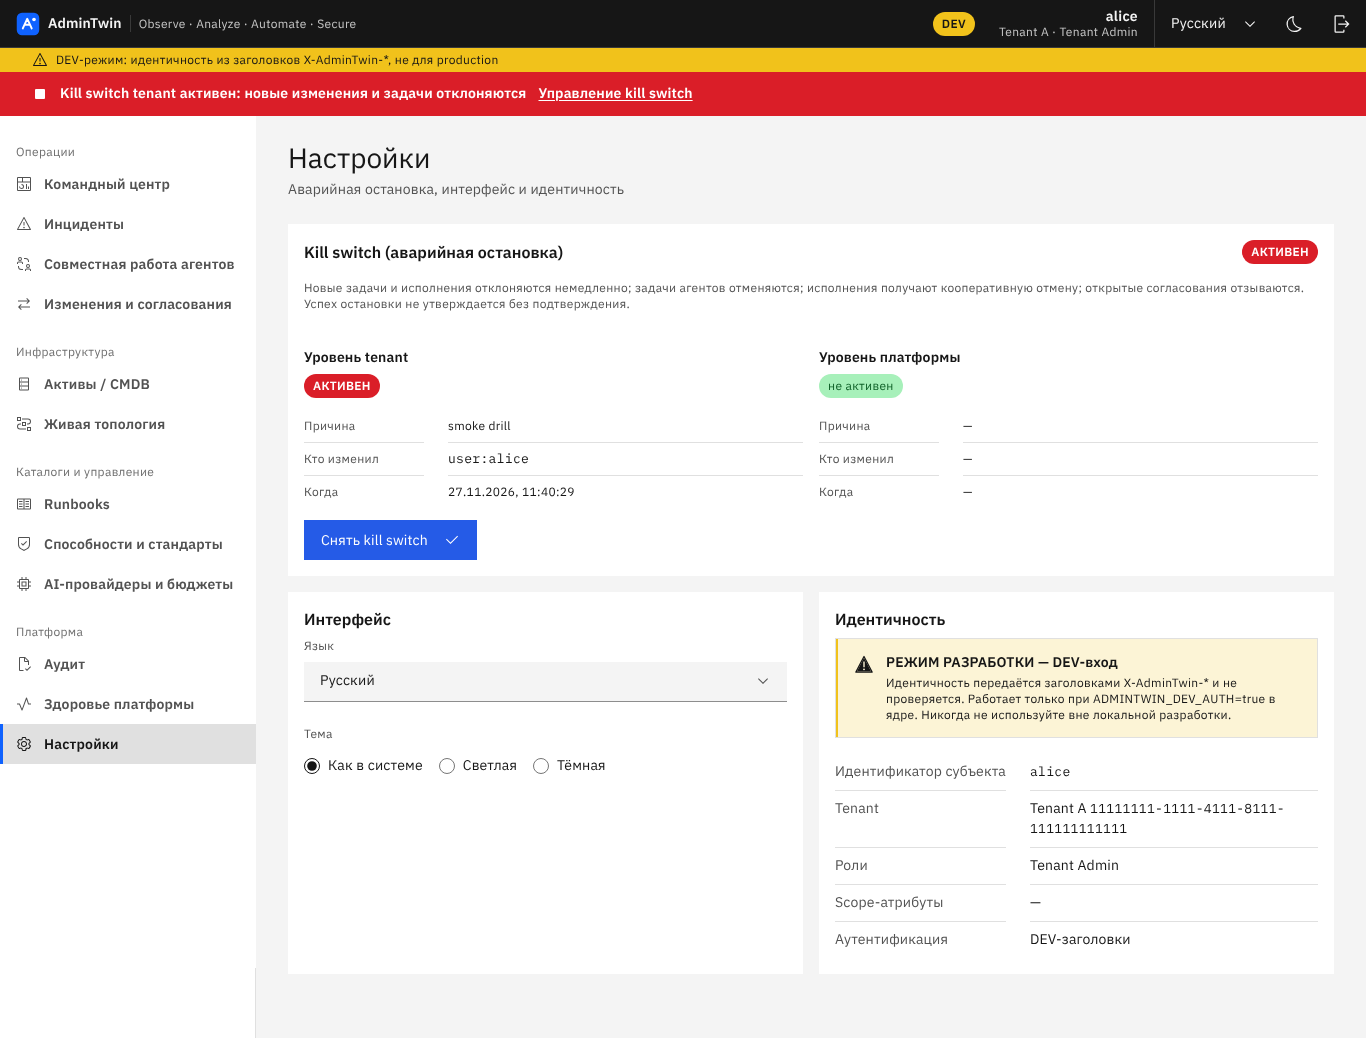 AdminTwin
Observe · Analyze · Automate · Secure
DEV
alice
Tenant A · Tenant Admin
Русский
DEV-режим: идентичность из заголовков X-AdminTwin-*, не для production
Kill switch tenant активен: новые изменения и задачи отклоняются Управление kill switch
Операции
Командный центр
Инциденты
Совместная работа агентов
Изменения и согласования
Инфраструктура
Активы / CMDB
Живая топология
Каталоги и управление
Runbooks
Способности и стандарты
AI-провайдеры и бюджеты
Платформа
Аудит
Здоровье платформы
Настройки
Настройки
Аварийная остановка, интерфейс и идентичность
Kill switch (аварийная остановка)
АКТИВЕН
Новые задачи и исполнения отклоняются немедленно; задачи агентов отменяются; исполнения получают кооперативную отмену; открытые согласования отзываются.
Успех остановки не утверждается без подтверждения.
Уровень tenant
АКТИВЕН
Причина smoke drill
Кто изменил user:alice
Когда 27.11.2026, 11:40:29
Снять kill switch
Уровень платформы
не активен
Причина —
Кто изменил —
Когда —
Интерфейс
Язык
Русский
Тема
Как в системе Светлая Тёмная
Идентичность
РЕЖИМ РАЗРАБОТКИ — DEV-вход
Идентичность передаётся заголовками X-AdminTwin-* и не
проверяется. Работает только при ADMINTWIN_DEV_AUTH=true в
ядре. Никогда не используйте вне локальной разработки.
Идентификатор субъекта alice
Tenant Tenant A 11111111-1111-4111-8111-
111111111111
Роли Tenant Admin
Scope-атрибуты —
Аутентификация DEV-заголовки